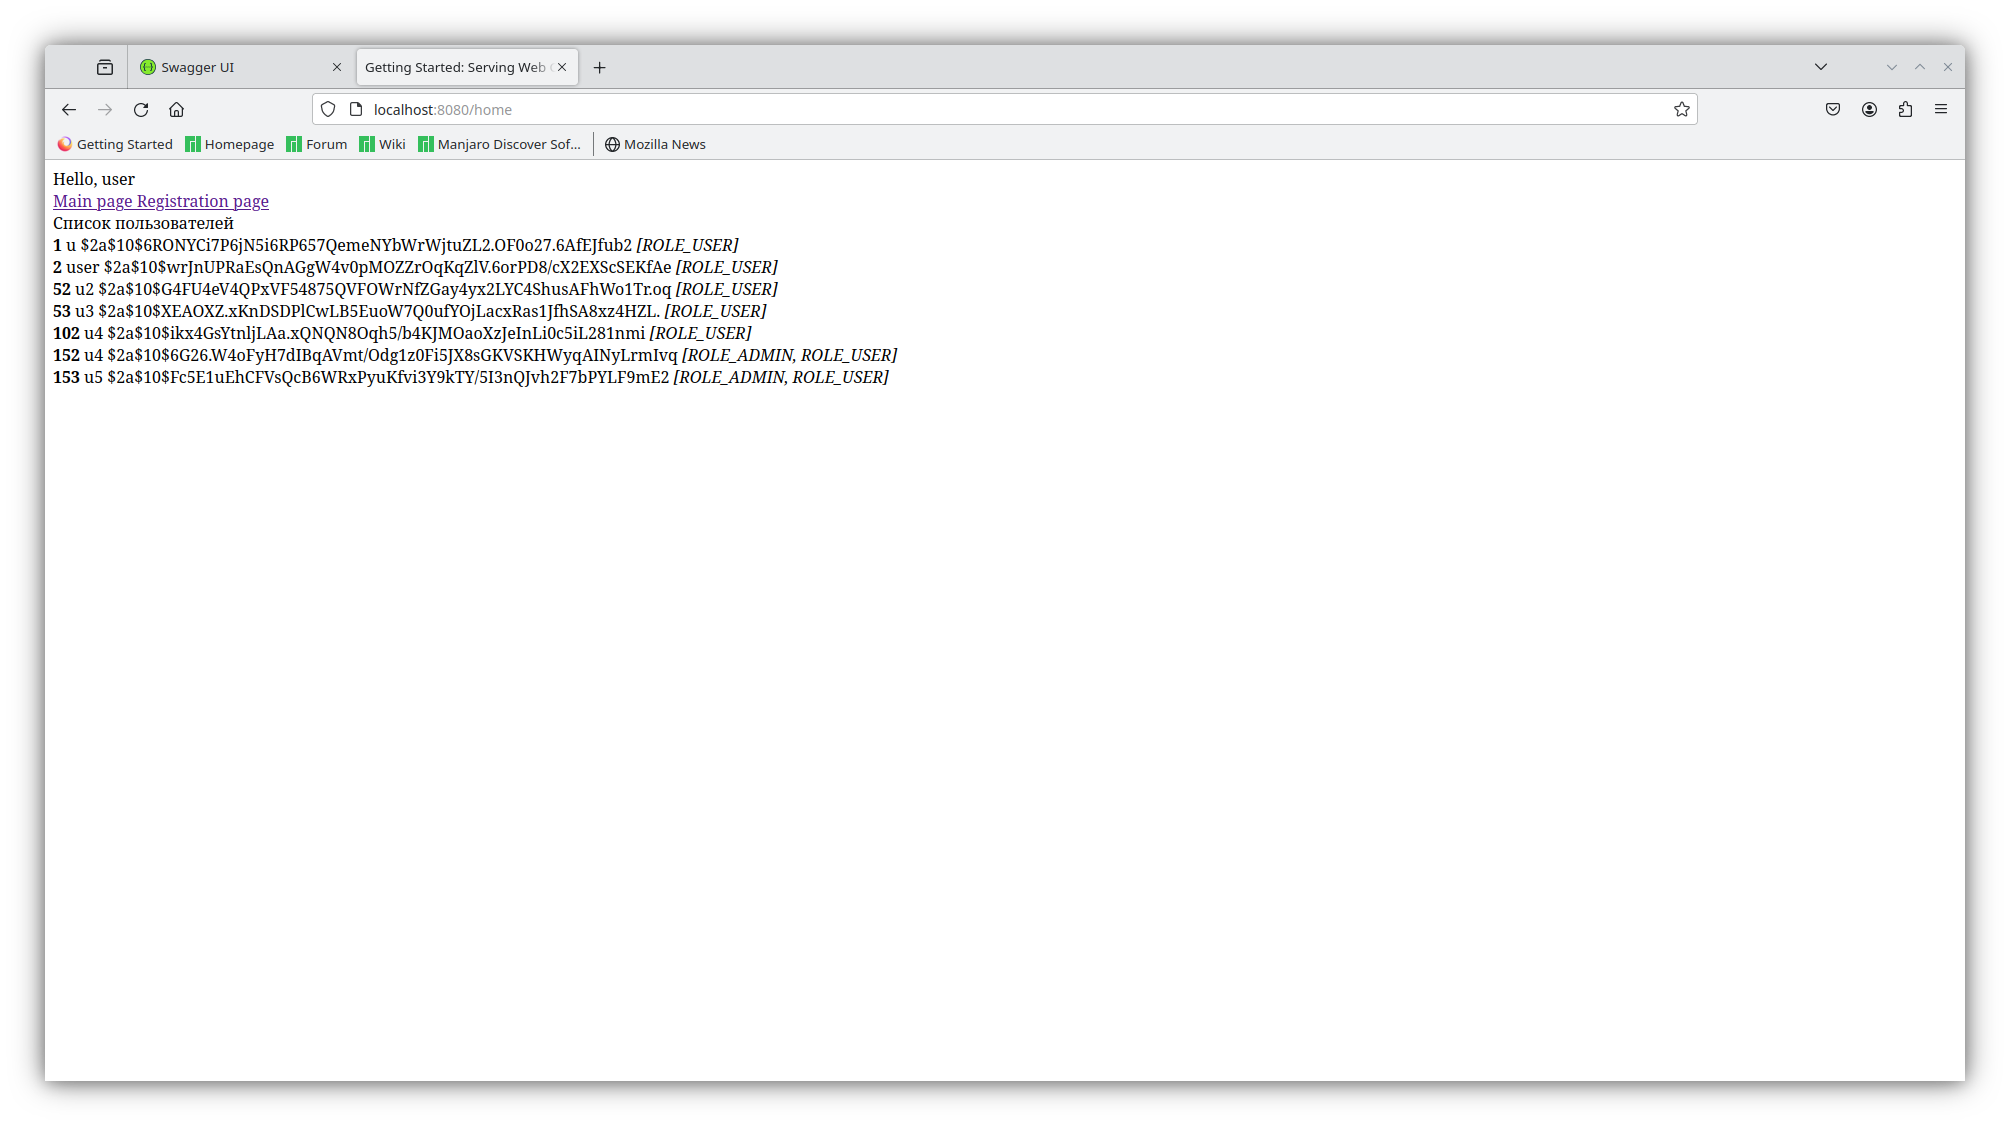 Swagger UI
Getting Started: Serving Web
localhost:8080/home
Getting Started Homepage Forum Wiki Manjaro Discover Sof... Mozilla News
Hello, user
Main page Registration page
Список пользователей
1 u $2a$10$6RONYCi7P6jN5i6RP657QemeNYbWrWjtuZL2.OF0o27.6AfEJfub2 [ROLE_USER]
2 user $2a$10$wrJnUPRaEsQnAGgW4v0pMOZZrOqKqZlV.6orPD8/cX2EXScSEKfAe [ROLE_USER]
52 u2 $2a$10$G4FU4eV4QPxVF54875QVFOWrNfZGay4yx2LYC4ShusAFhWo1Tr.oq [ROLE_USER]
53 u3 $2a$10$XEAOXZ.xKnDSDPlCwLB5EuoW7Q0ufYOjLacxRas1JfhSA8xz4HZL. [ROLE_USER]
102 u4 $2a$10$ikx4GsYtnljLAa.xQNQN8Oqh5/b4KJMOaoXzJeInLi0c5iL281nmi [ROLE_USER]
152 u4 $2a$10$6G26.W4oFyH7dIBqAVmt/Odg1z0Fi5JX8sGKVSKHWyqAINyLrmIvq [ROLE_ADMIN, ROLE_USER]
153 u5 $2a$10$Fc5E1uEhCFVsQcB6WRxPyuKfvi3Y9kTY/5I3nQJvh2F7bPYLF9mE2 [ROLE_ADMIN, ROLE_USER]